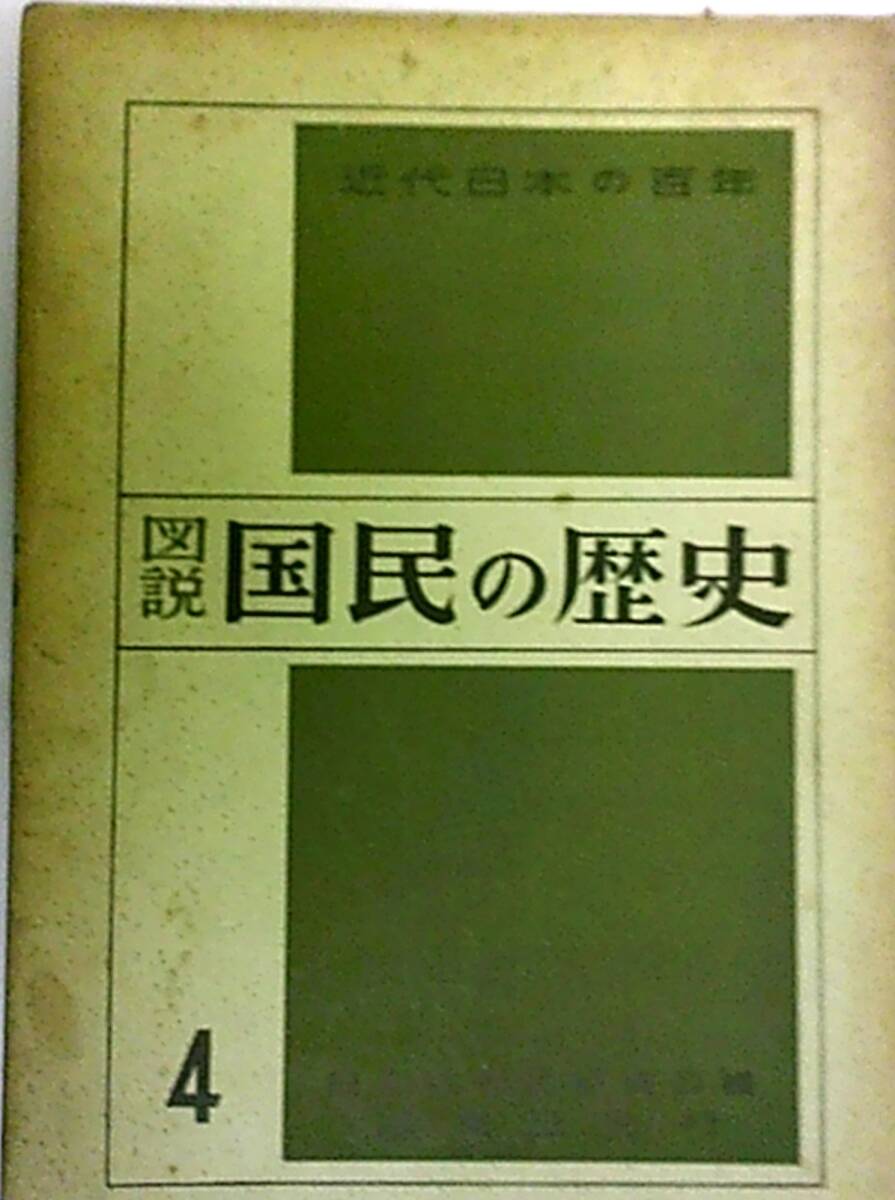 近代日本の百年
図説 国民の歴史
4